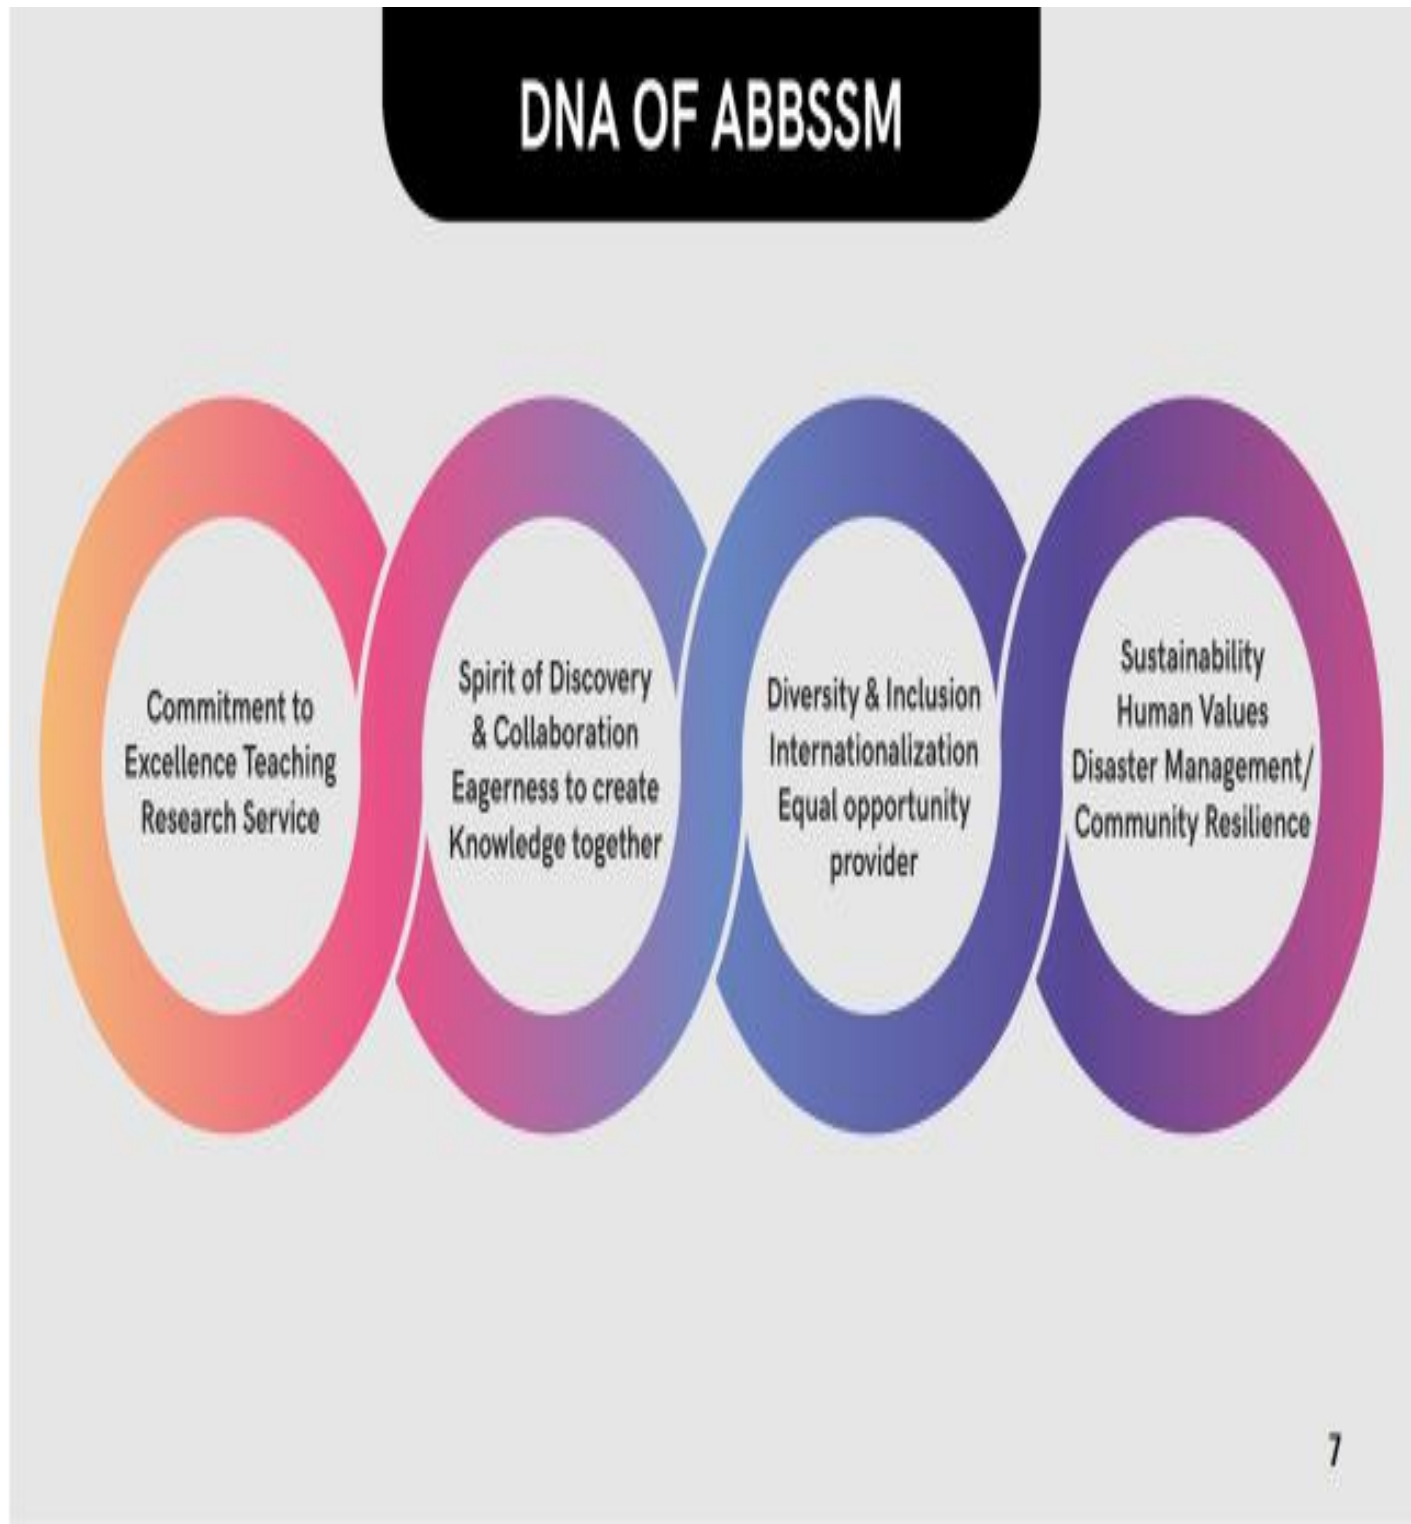 DNA OF ABBSSM
Commitment to
Excellence Teaching
Research Service
Spirit of Discovery
& Collaboration
Eagerness to create
Knowledge together
Diversity & Inclusion
Internationalization
Equal opportunity
provider
Sustainability
Human Values
Disaster Management/
Community Resilience
7